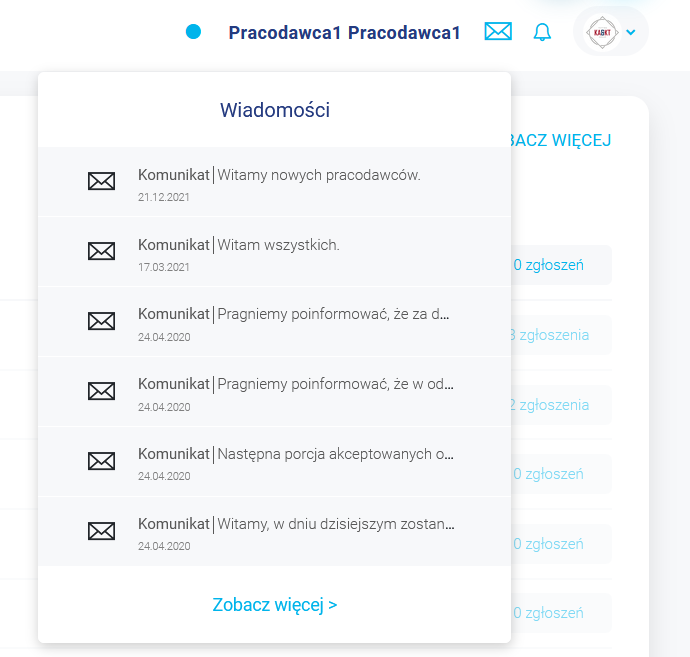 Pracodawca1 Pracodawca1
KA&KT
Wiadomości
BACZ WIĘCEJ
Komunikat | Witamy nowych pracodawców.
21.12.2021
Komunikat | Witam wszystkich.
17.03.2021
0 zgłoszeń
Komunikat | Pragniemy poinformować, że za d...
24.04.2020
3 zgłoszenia
Komunikat | Pragniemy poinformować, że w od...
24.04.2020
2 zgłoszenia
Komunikat | Następna porcja akceptowanych o...
24.04.2020
0 zgłoszeń
Komunikat | Witamy, w dniu dzisiejszym zostan...
24.04.2020
0 zgłoszeń
Zobacz więcej >
0 zgłoszeń